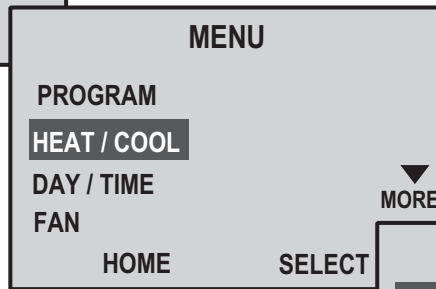 MENU
PROGRAM
HEAT / COOL
DAY / TIME
MORE
FAN
HOME SELECT